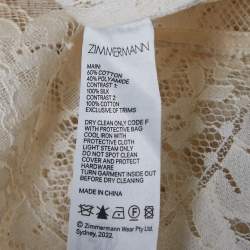 ZIMMERMANN
MAIN:
60% COTTON
40% POLYAMIDE
CONTRAST 1:
100% SILK
CONTRAST 2:
100% COTTON
EXCLUSIVE OF TRIMS
DRY CLEAN ONLY CODE F
WITH PROTECTIVE BAG
COOL IRON WITH
PROTECTIVE CLOTH
LIGHT STEAM ONLY
DO NOT SPOT CLEAN
COVER AND PROTECT
HARDWARE
TURN GARMENT INSIDE OUT
BEFORE DRY CLEANING
MADE IN CHINA
© Zimmermann Wear Pty Ltd
Sydney, 2022.